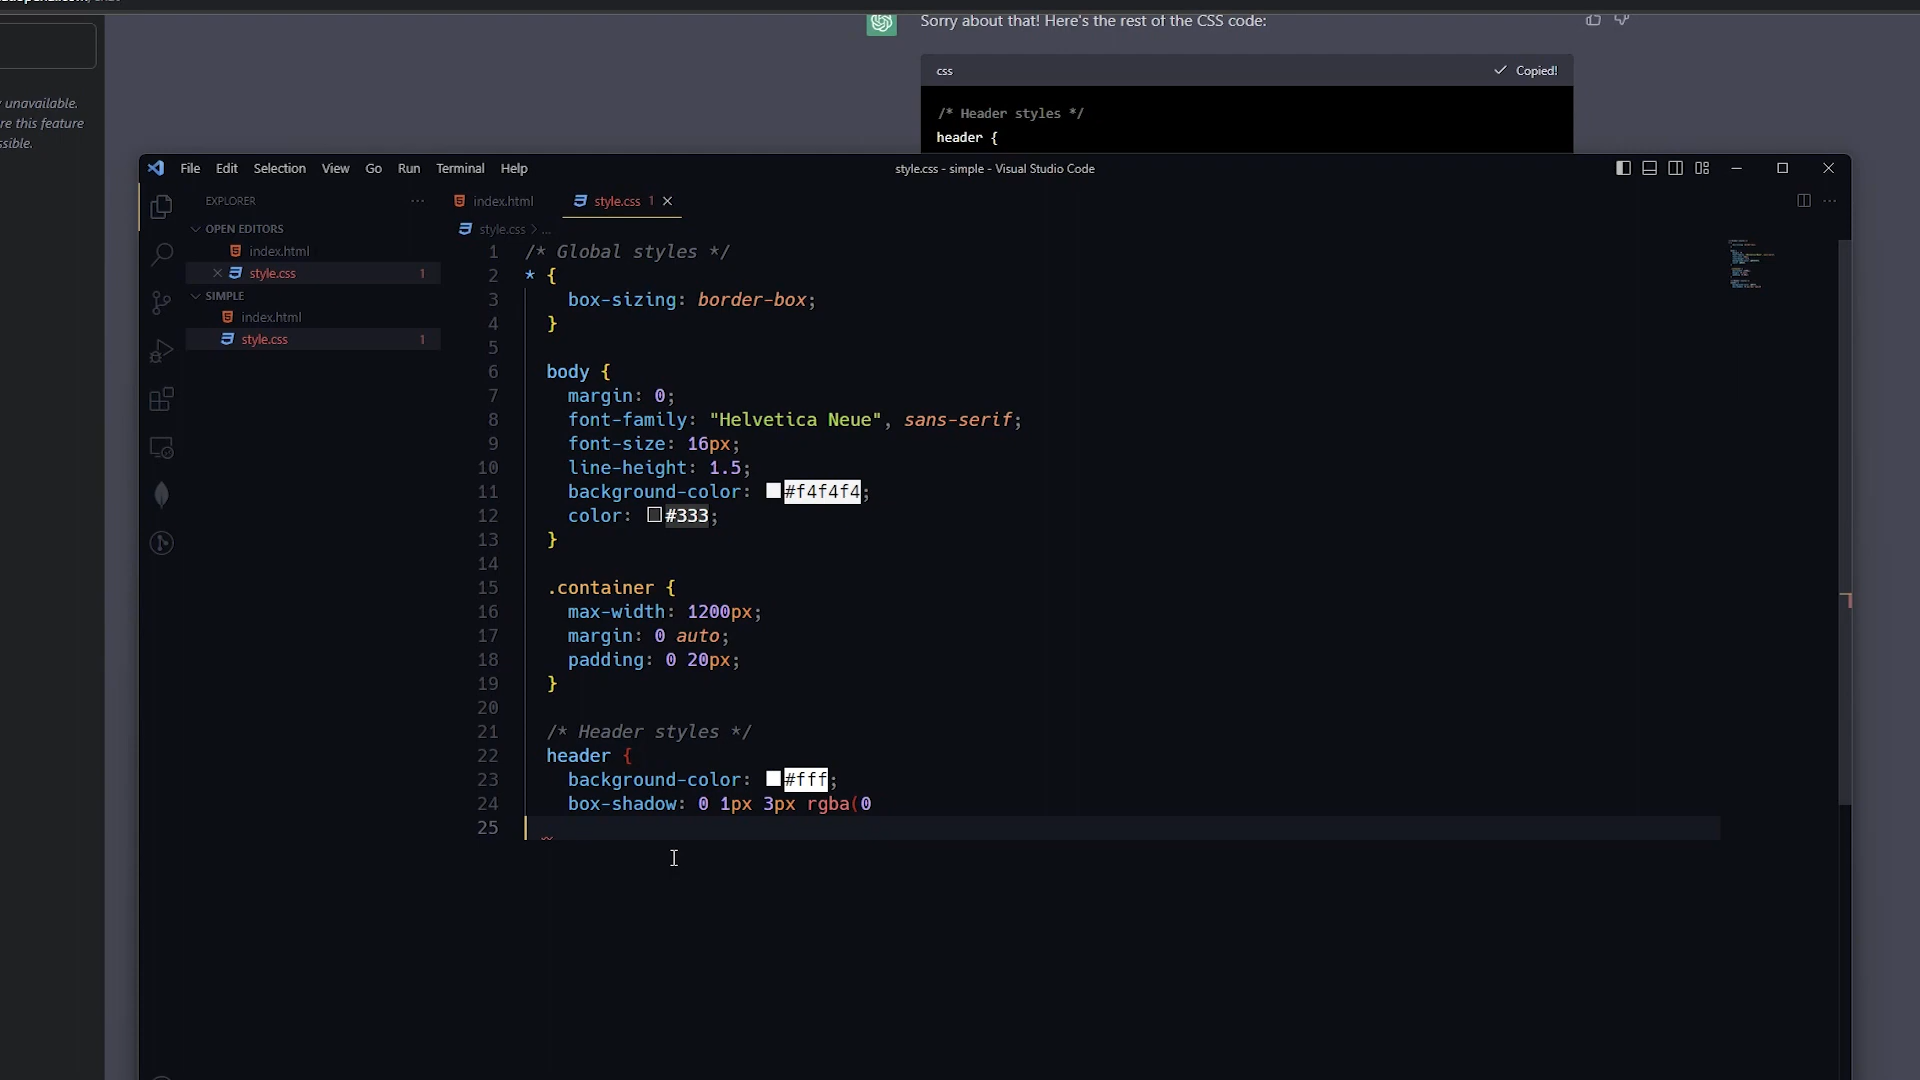 Sorry about that! Here's the rest of the CSS code:
css
Copied!
/* Header styles */
header {
unavailable.
re this feature
ssible.
File Edit Selection View Go Run Terminal Help
style.css - simple - Visual Studio Code
EXPLORER
OPEN EDITORS
index.html
style.css 1
SIMPLE
index.html
style.css 1
index.html
style.css 1
style.css > ...
1 /* Global styles */
2 * {
3 box-sizing: border-box;
4 }
5
6 body {
7 margin: 0;
8 font-family: "Helvetica Neue", sans-serif;
9 font-size: 16px;
10 line-height: 1.5;
11 background-color: #f4f4f4;
12 color: #333;
13 }
14
15 .container {
16 max-width: 1200px;
17 margin: 0 auto;
18 padding: 0 20px;
19 }
20
21 /* Header styles */
22 header {
23 background-color: #fff;
24 box-shadow: 0 1px 3px rgba(0
25